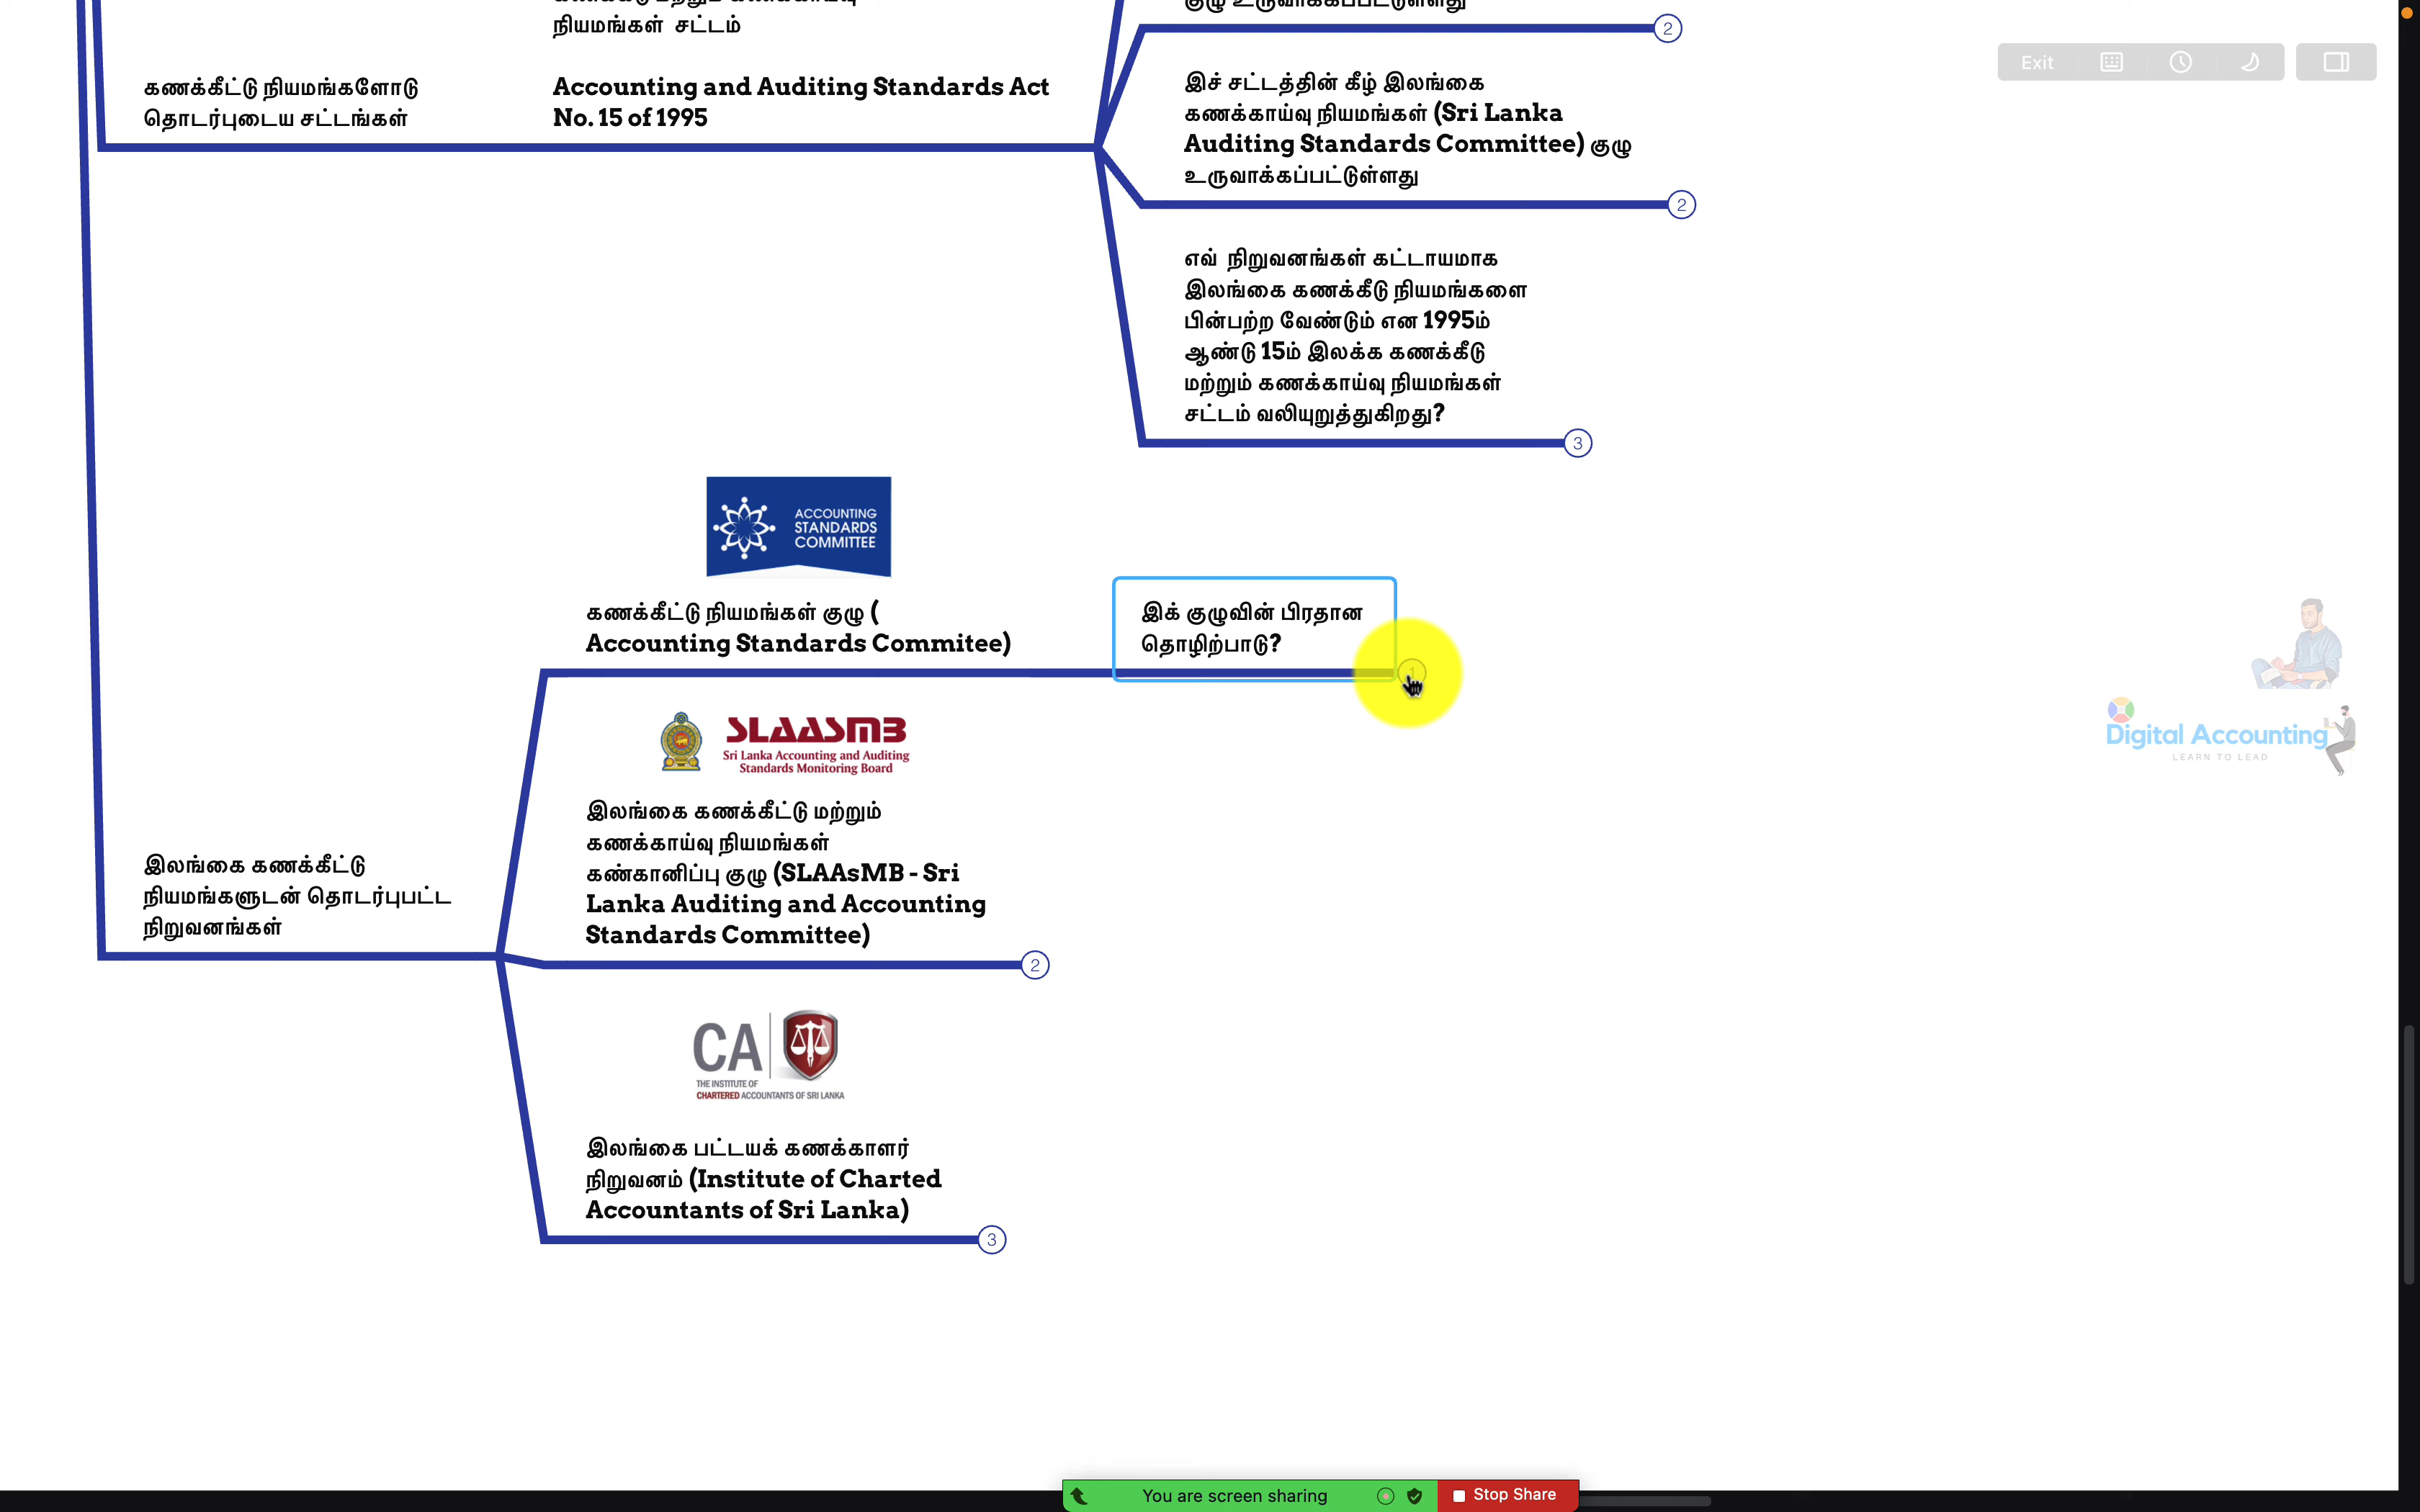 நியமங்கள் சட்டம்
Exit
கணக்கீட்டு நியமங்களோடு
தொடர்புடைய சட்டங்கள்
Accounting and Auditing Standards Act
No. 15 of 1995
2
இச் சட்டத்தின் கீழ் இலங்கை
கணக்காய்வு நியமங்கள் (Sri Lanka
Auditing Standards Committee) குழு
உருவாக்கப்பட்டுள்ளது
2
எவ் நிறுவனங்கள் கட்டாயமாக
இலங்கை கணக்கீடு நியமங்களை
பின்பற்ற வேண்டும் என 1995ம்
ஆண்டு 15ம் இலக்க கணக்கீடு
மற்றும் கணக்காய்வு நியமங்கள்
சட்டம் வலியுறுத்துகிறது?
3
ACCOUNTING
STANDARDS
COMMITTEE
கணக்கீட்டு நியமங்கள் குழு (
Accounting Standards Commitee)
இக் குழுவின் பிரதான
தொழிற்பாடு?
1
SLAASMB
Sri Lanka Accounting and Auditing
Standards Monitoring Board
Digital Accounting
LEARN TO LEAD
இலங்கை கணக்கீட்டு
நியமங்களுடன் தொடர்புபட்ட
நிறுவனங்கள்
இலங்கை கணக்கீட்டு மற்றும்
கணக்காய்வு நியமங்கள்
கண்கானிப்பு குழு (SLAAsMB - Sri
Lanka Auditing and Accounting
Standards Committee)
2
CA
THE INSTITUTE OF
CHARTERED ACCOUNTANTS OF SRI LANKA
இலங்கை பட்டயக் கணக்காளர்
நிறுவனம் (Institute of Charted
Accountants of Sri Lanka)
3
You are screen sharing
Stop Share